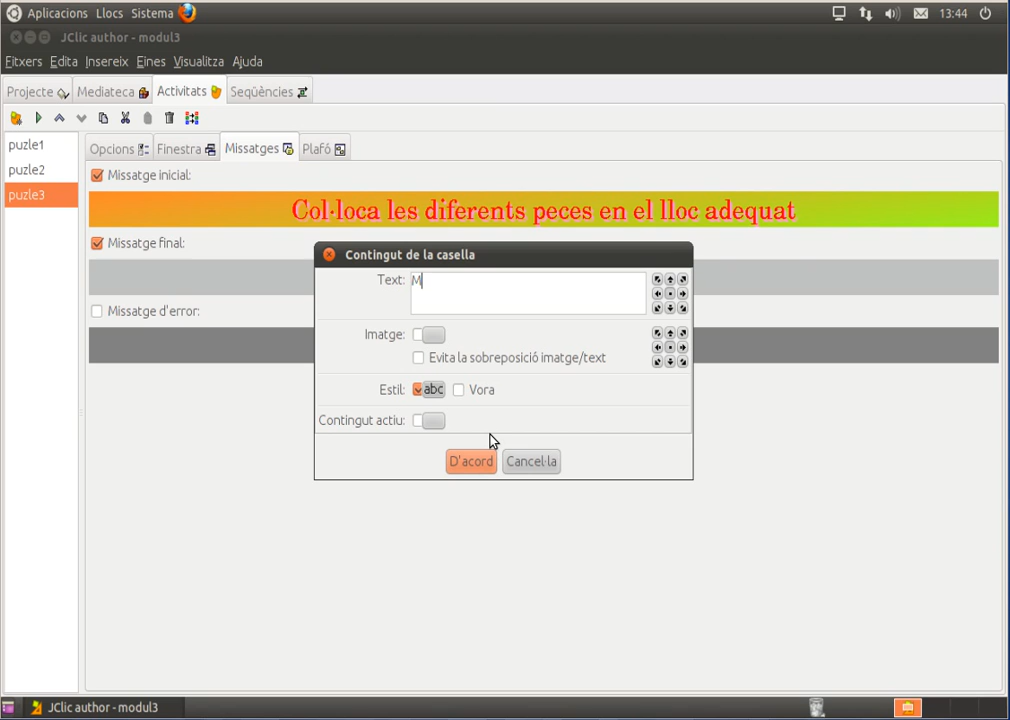 Aplicacions Llocs Sistema 13:44
JClic author - modul3
Fitxers Edita Insereix Eines Visualitza Ajuda
Projecte Mediateca Activitats Seqüències
puzle1
puzle2
puzle3
Opcions Finestra Missatges Plafó
Missatge inicial:
Col·loca les diferents peces en el lloc adequat
Missatge final:
Missatge d'error:
Contingut de la casella
Text: M
Imatge:
Evita la sobreposició imatge/text
Estil: abc Vora
Contingut actiu:
D'acord Cancel·la
JClic author - modul3